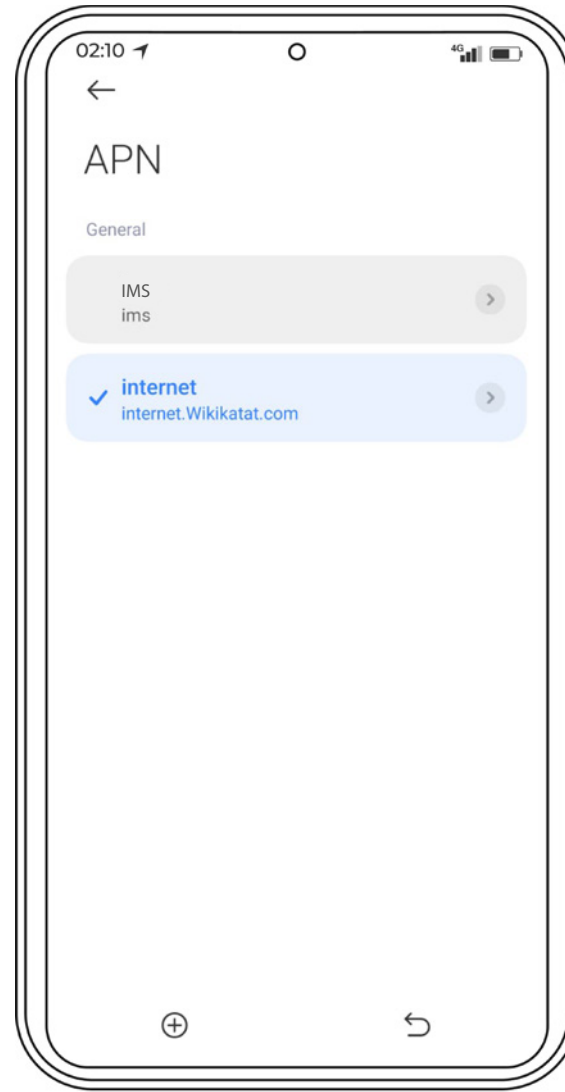 02:10
4G
APN
General
IMS
ims
internet
internet.Wikikatat.com